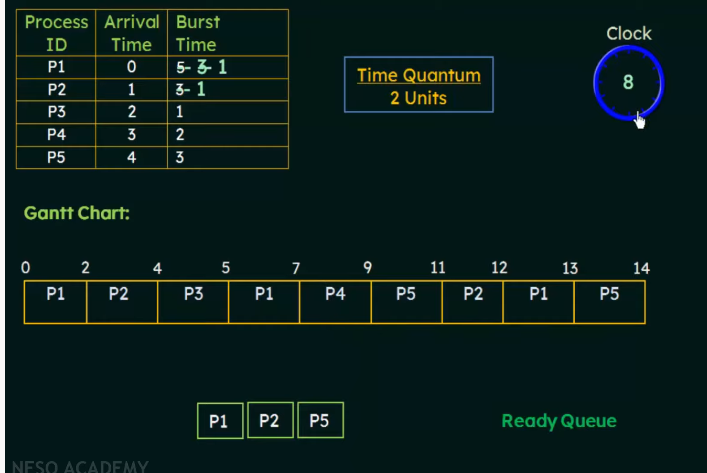 Process ID Arrival Time Burst Time
P1 0 5 3 1
P2 1 3 1
P3 2 1
P4 3 2
P5 4 3
Time Quantum
2 Units
Clock
8
Gantt Chart:
0 2 4 5 7 9 11 12 13 14
P1 P2 P3 P1 P4 P5 P2 P1 P5
P1 P2 P5 Ready Queue
NESO ACADEMY